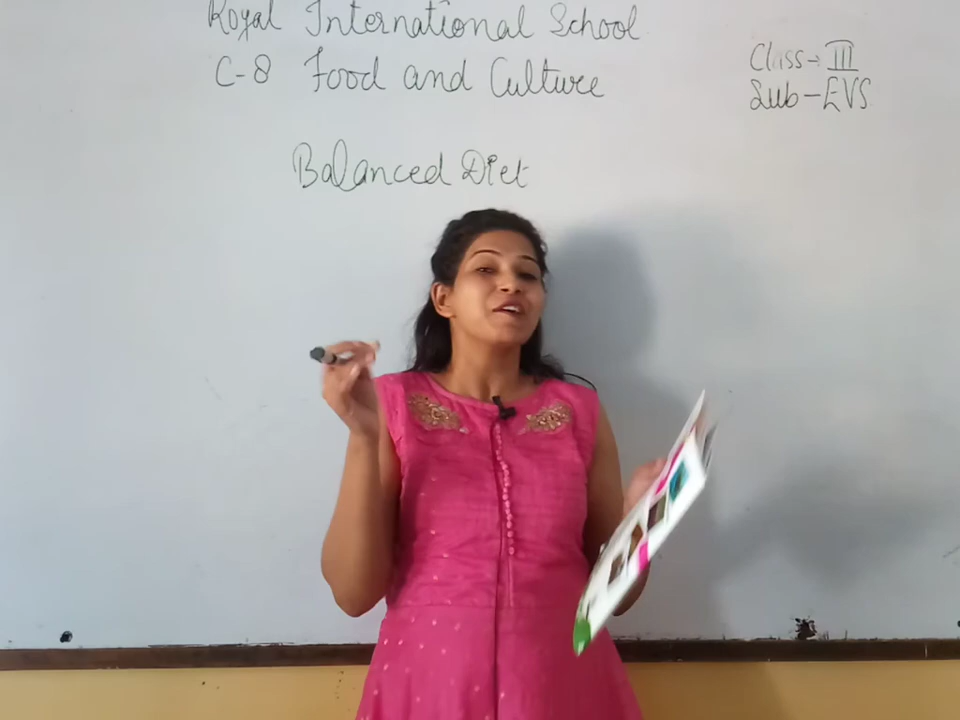 Royal International School
C-8 Food and Culture
Class→ III
Sub-EVS
Balanced Diet